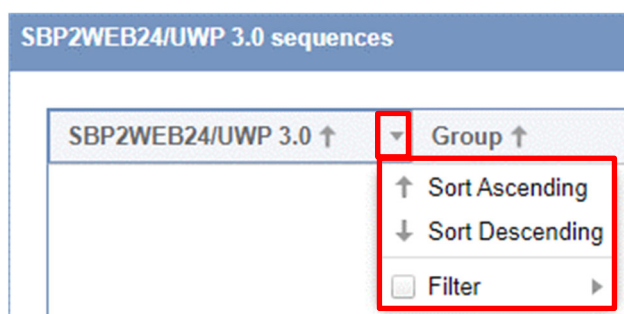 SBP2WEB24/UWP 3.0 sequences
SBP2WEB24/UWP 3.0 ↑ Group ↑
↑ Sort Ascending
↓ Sort Descending
Filter